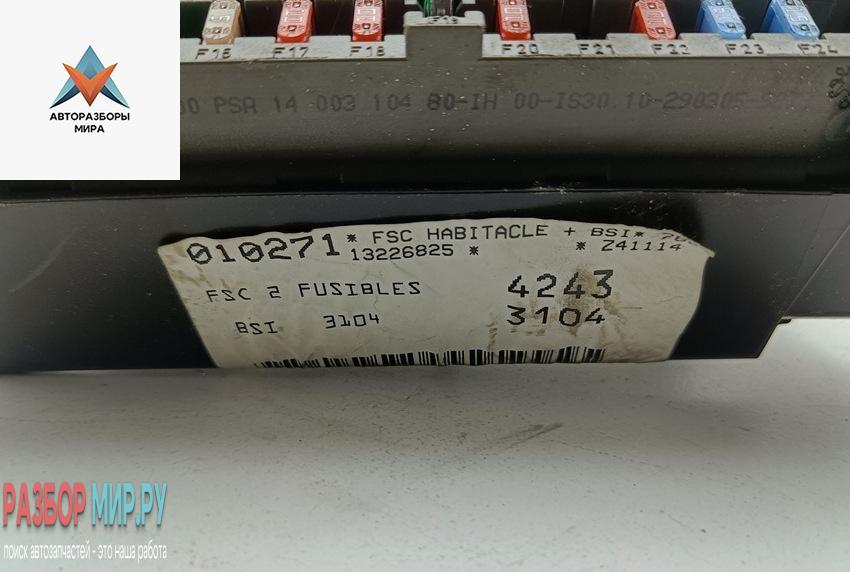 F16 F17 F18 F19 F20 F21 F22 F23 F24
АВТОРАЗБОРЫ
МИРА
PSA 14 003 104 80-IH 00-IS30.10-290305-
010271 * FSC HABITACLE + BSI*
13226825 * * Z41114
FSC 2 FUSIBLES 4243
BSI 3104 3104
РАЗБОРМИР.РУ
поиск автозапчастей - это наша работа